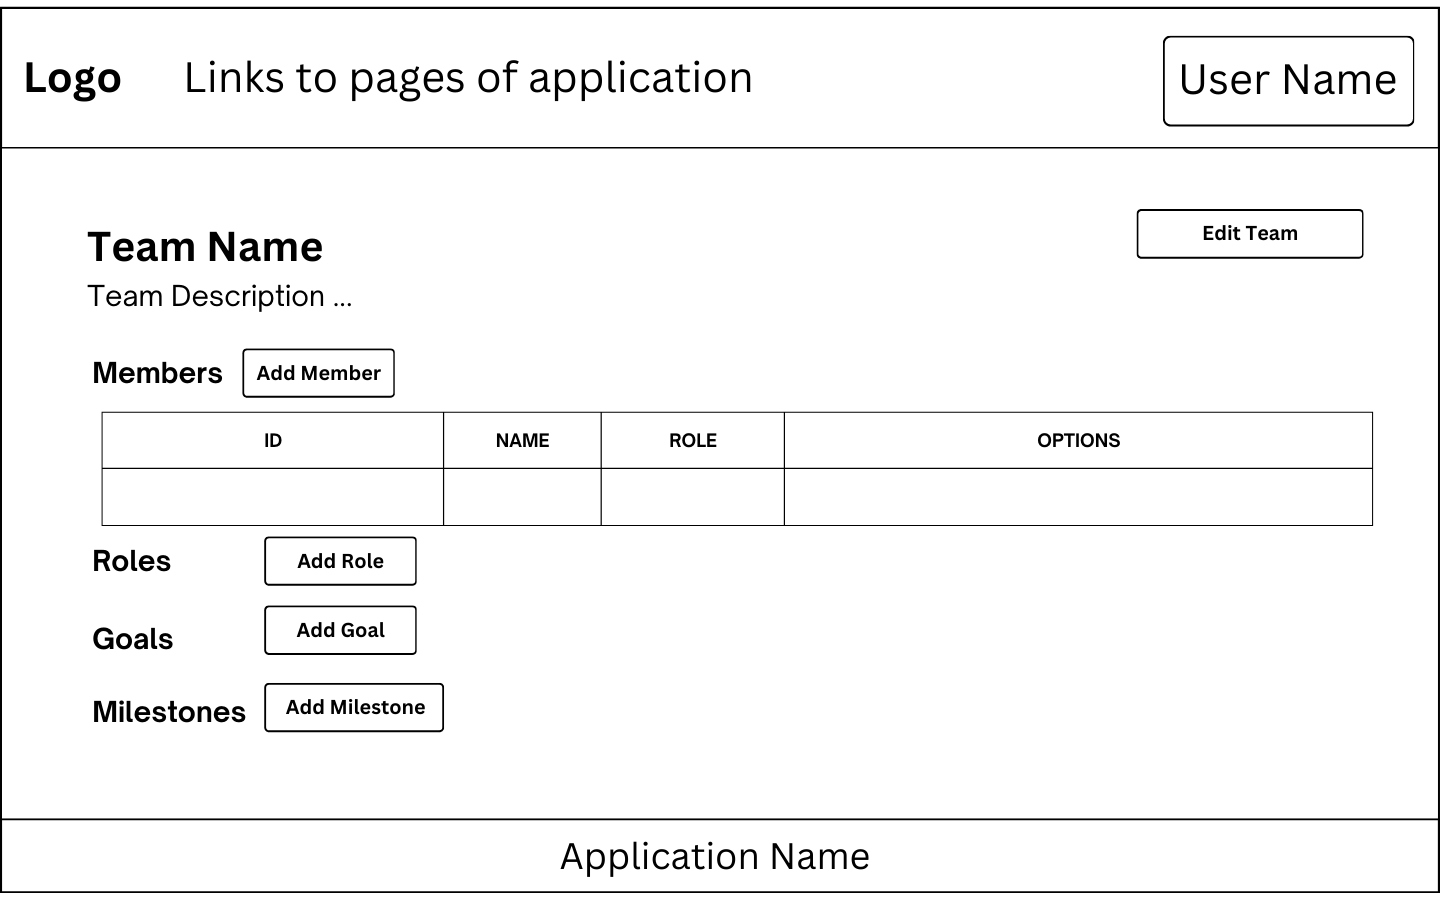 Logo
Links to pages of application
User Name
Edit Team
Team Name
Team Description ...
Members
Add Member
ID
NAME
ROLE
OPTIONS
Roles
Add Role
Goals
Add Goal
Milestones
Add Milestone
Application Name